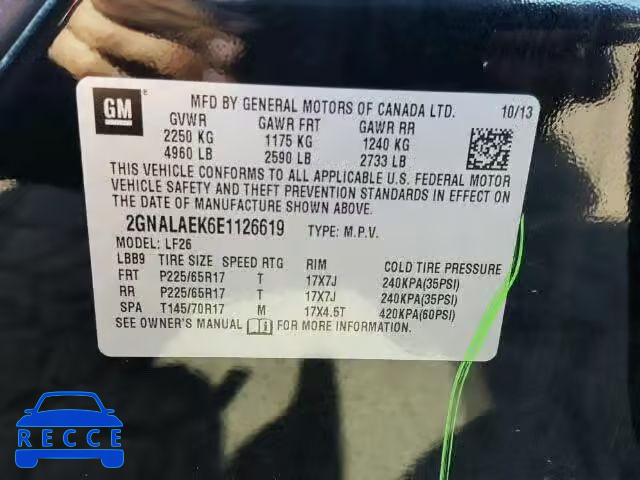 GM ®
MFD BY GENERAL MOTORS OF CANADA LTD. 10/13
GVWR GAWR FRT GAWR RR
2250 KG 1175 KG 1240 KG
4960 LB 2590 LB 2733 LB
THIS VEHICLE CONFORMS TO ALL APPLICABLE U.S. FEDERAL MOTOR
VEHICLE SAFETY AND THEFT PREVENTION STANDARDS IN EFFECT
ON THE DATE OF MANUFACTURE SHOWN ABOVE.
2GNALAEK6E1126619 TYPE: M.P.V.
MODEL: LF26
LBB9 TIRE SIZE SPEED RTG RIM COLD TIRE PRESSURE
FRT P225/65R17 T 17X7J 240KPA(35PSI)
RR P225/65R17 T 17X7J 240KPA(35PSI)
SPA T145/70R17 M 17X4.5T 420KPA(60PSI)
SEE OWNER'S MANUAL FOR MORE INFORMATION.
RECCE